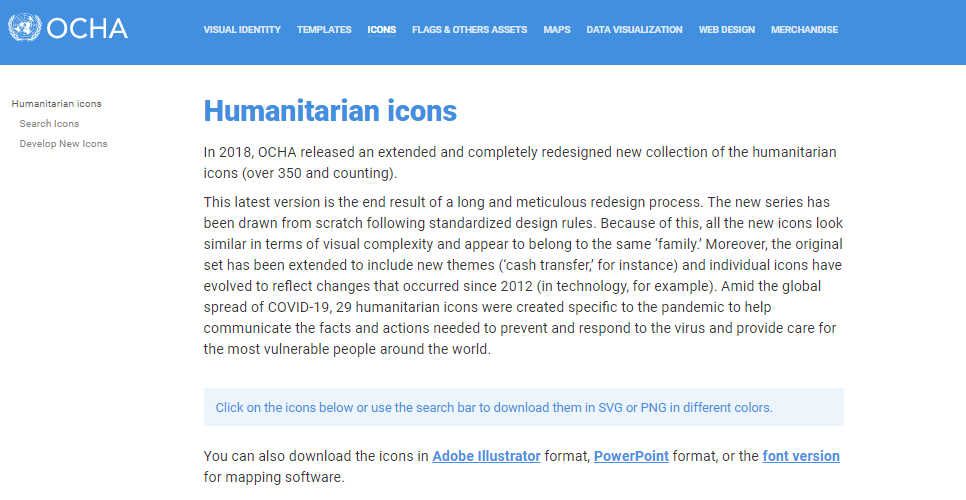 OCHA
VISUAL IDENTITY TEMPLATES ICONS FLAGS & OTHERS ASSETS MAPS DATA VISUALIZATION WEB DESIGN MERCHANDISE
Humanitarian icons
Search Icons
Develop New Icons
Humanitarian icons
In 2018, OCHA released an extended and completely redesigned new collection of the humanitarian
icons (over 350 and counting).
This latest version is the end result of a long and meticulous redesign process. The new series has
been drawn from scratch following standardized design rules. Because of this, all the new icons look
similar in terms of visual complexity and appear to belong to the same ‘family.’ Moreover, the original
set has been extended to include new themes (‘cash transfer,’ for instance) and individual icons have
evolved to reflect changes that occurred since 2012 (in technology, for example). Amid the global
spread of COVID-19, 29 humanitarian icons were created specific to the pandemic to help
communicate the facts and actions needed to prevent and respond to the virus and provide care for
the most vulnerable people around the world.
Click on the icons below or use the search bar to download them in SVG or PNG in different colors.
You can also download the icons in Adobe Illustrator format, PowerPoint format, or the font version
for mapping software.